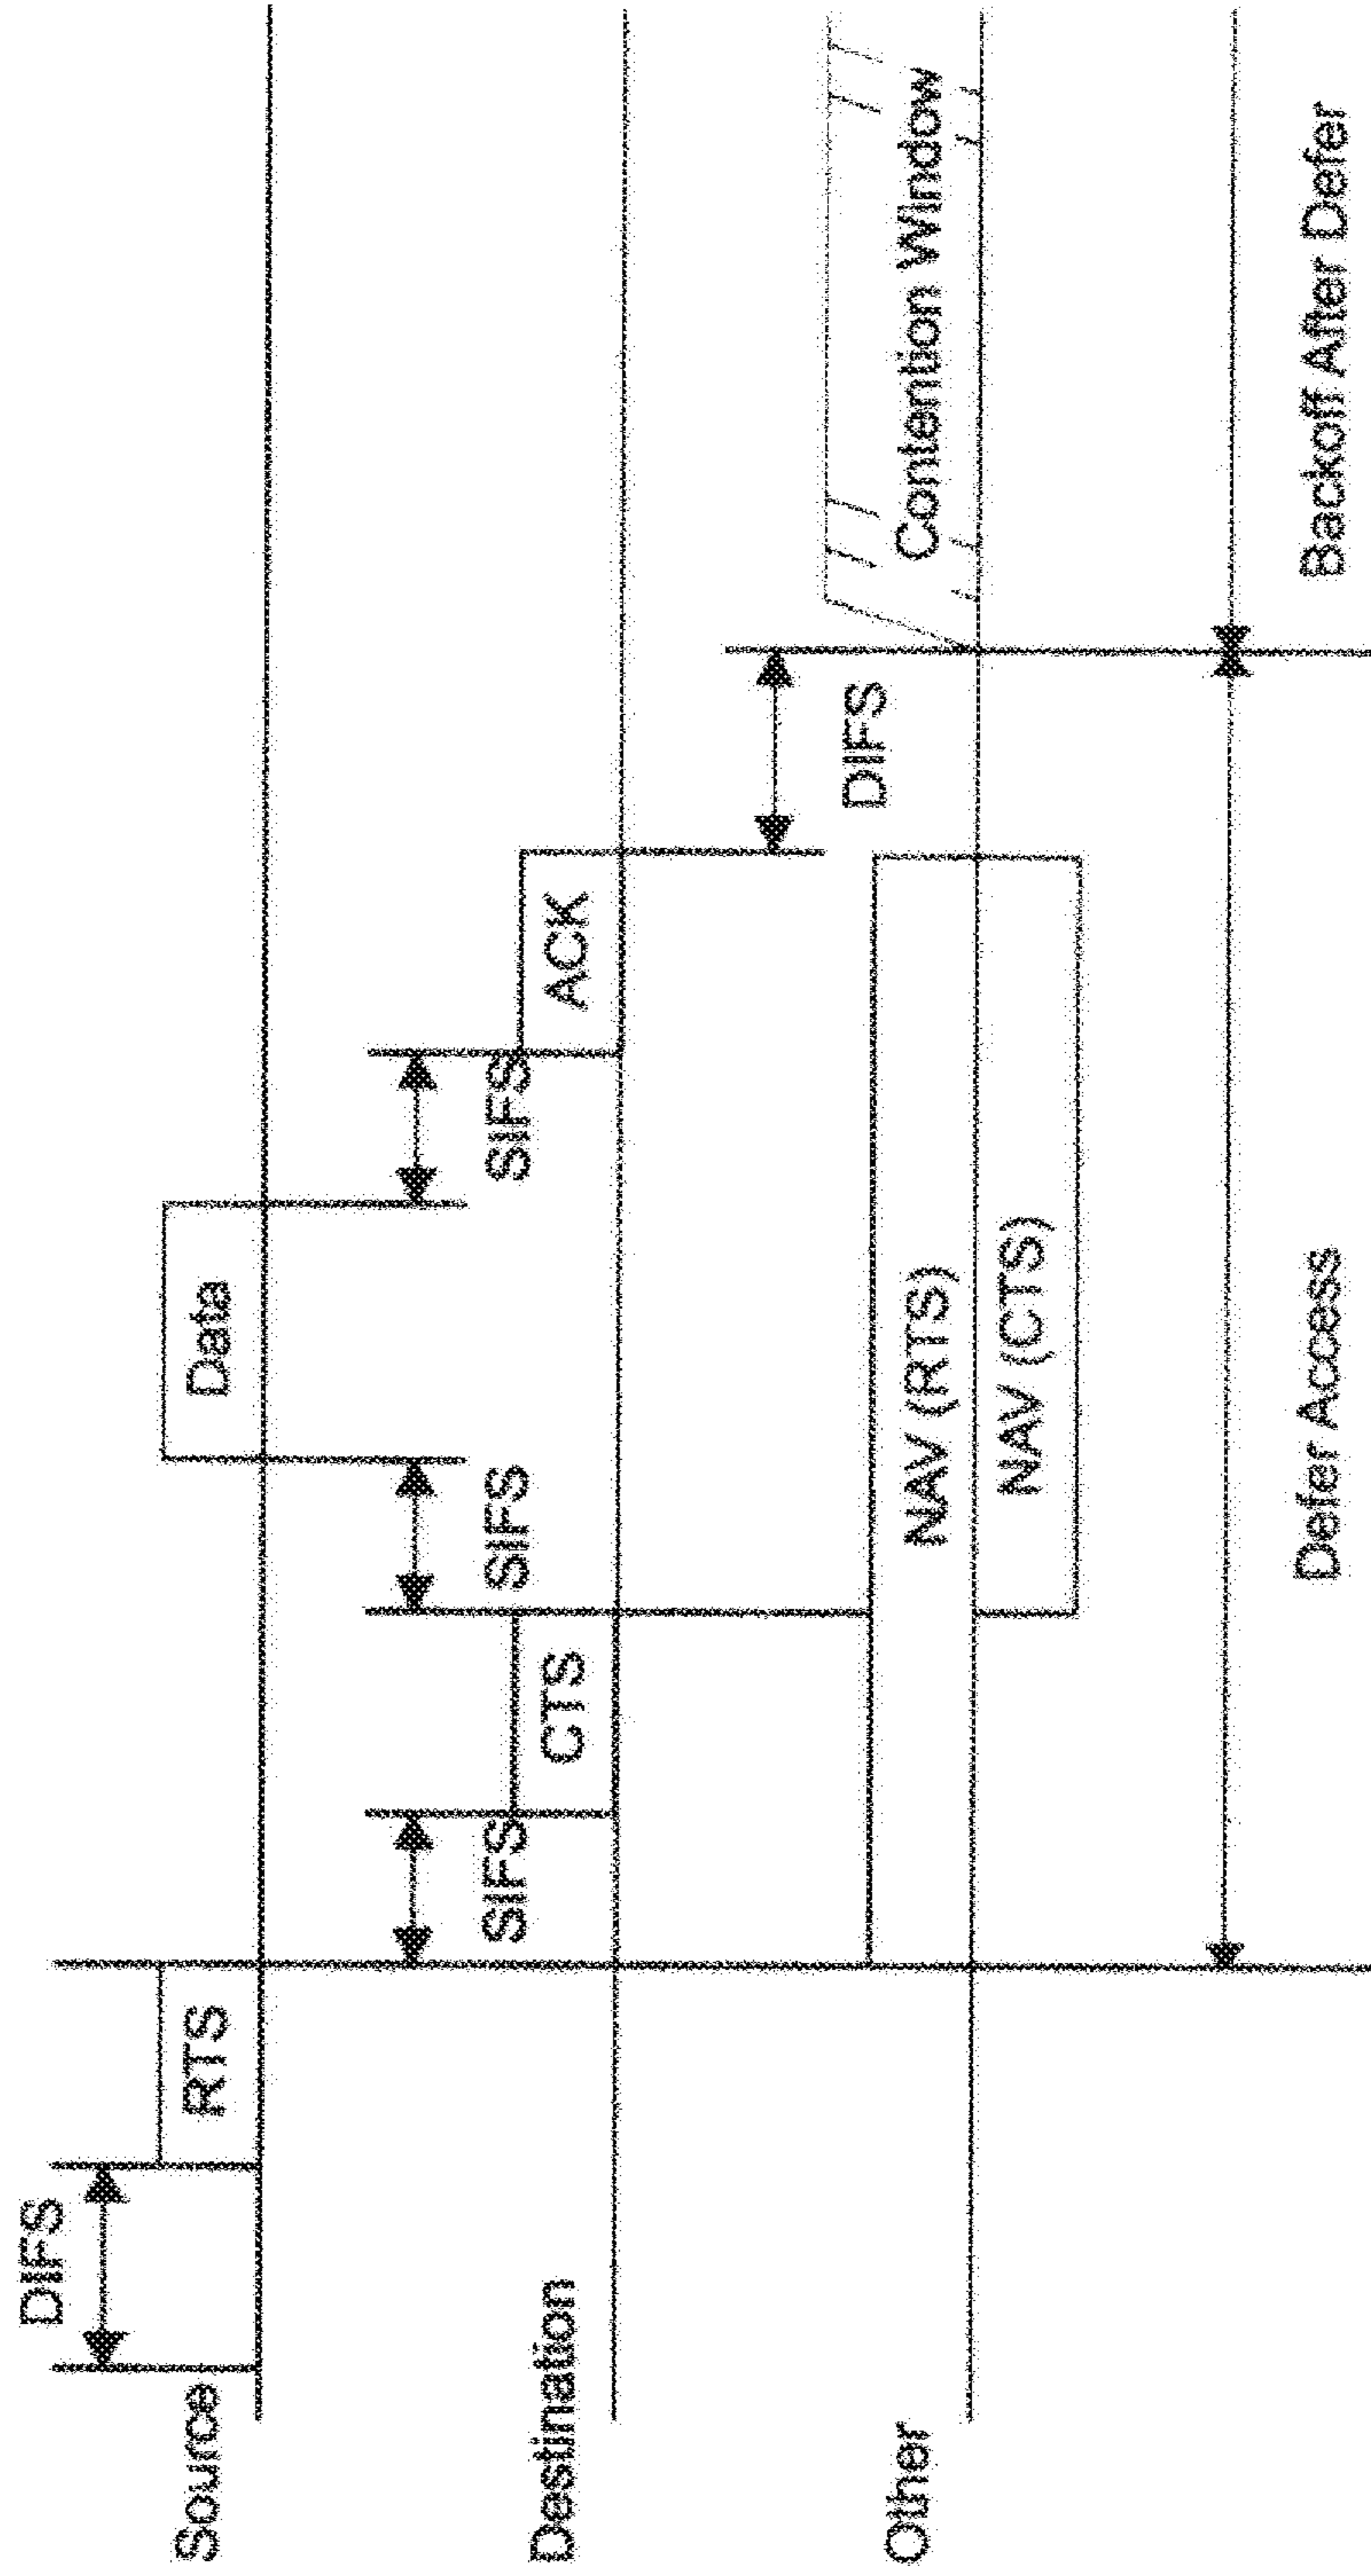 DIFS
Source
RTS
Data
SIFS
SIFS
SIFS
Destination
CTS
ACK
DIFS
Other
NAV (RTS)
NAV (CTS)
Contention Window
Defer Access
Backoff After Defer